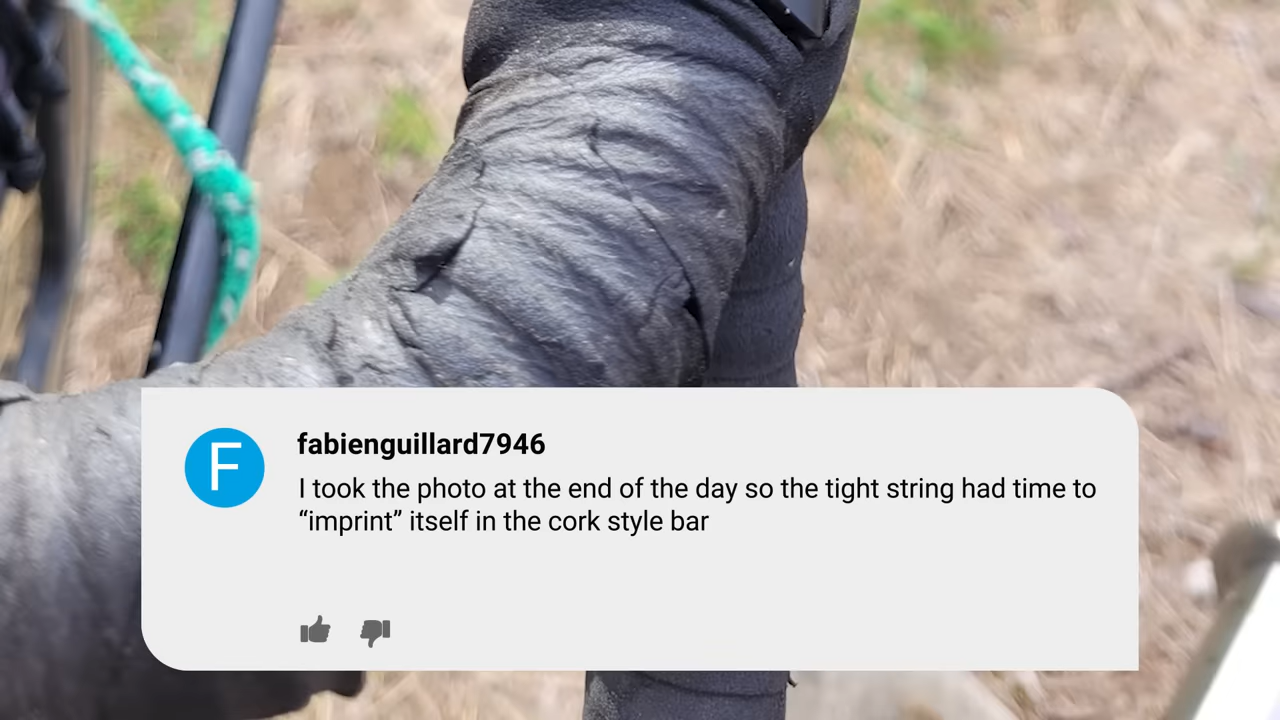 F
fabienguillard7946
I took the photo at the end of the day so the tight string had time to
“imprint” itself in the cork style bar